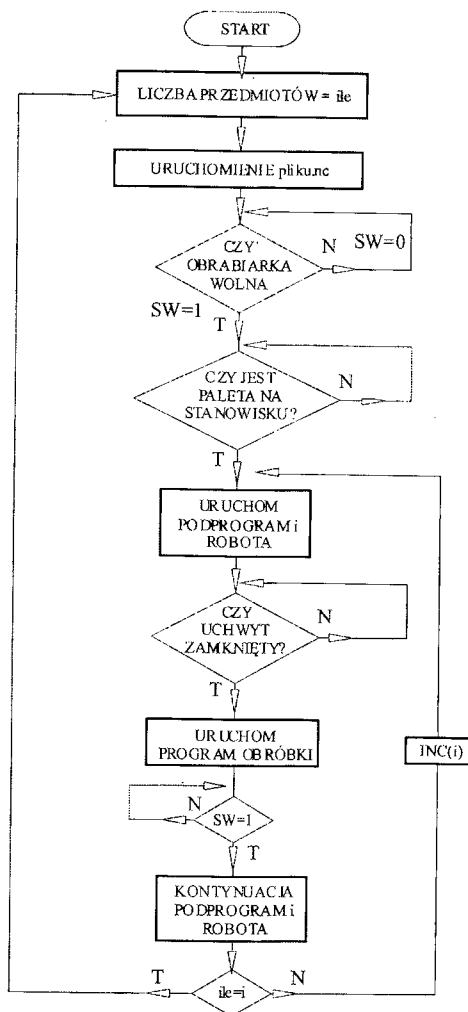 START
LICZBA PRZEDMIOTÓW = ile
URUCHOMIENIE pliku.nc
CZY
OBRABIARKA
WOLNA
N
SW=0
SW=1
T
CZY JEST
PALETA NA
STANOWISKU?
N
T
URUCHOM
PODPROGRAM i
ROBOTA
CZY
UCHWYT
ZAMKNIĘTY?
N
T
URUCHOM
PROGRAM OBRÓBKI
INC(i)
N
SW=1
T
KONTYNUACJA
PODPROGRAM i
ROBOTA
T
ile=i
N